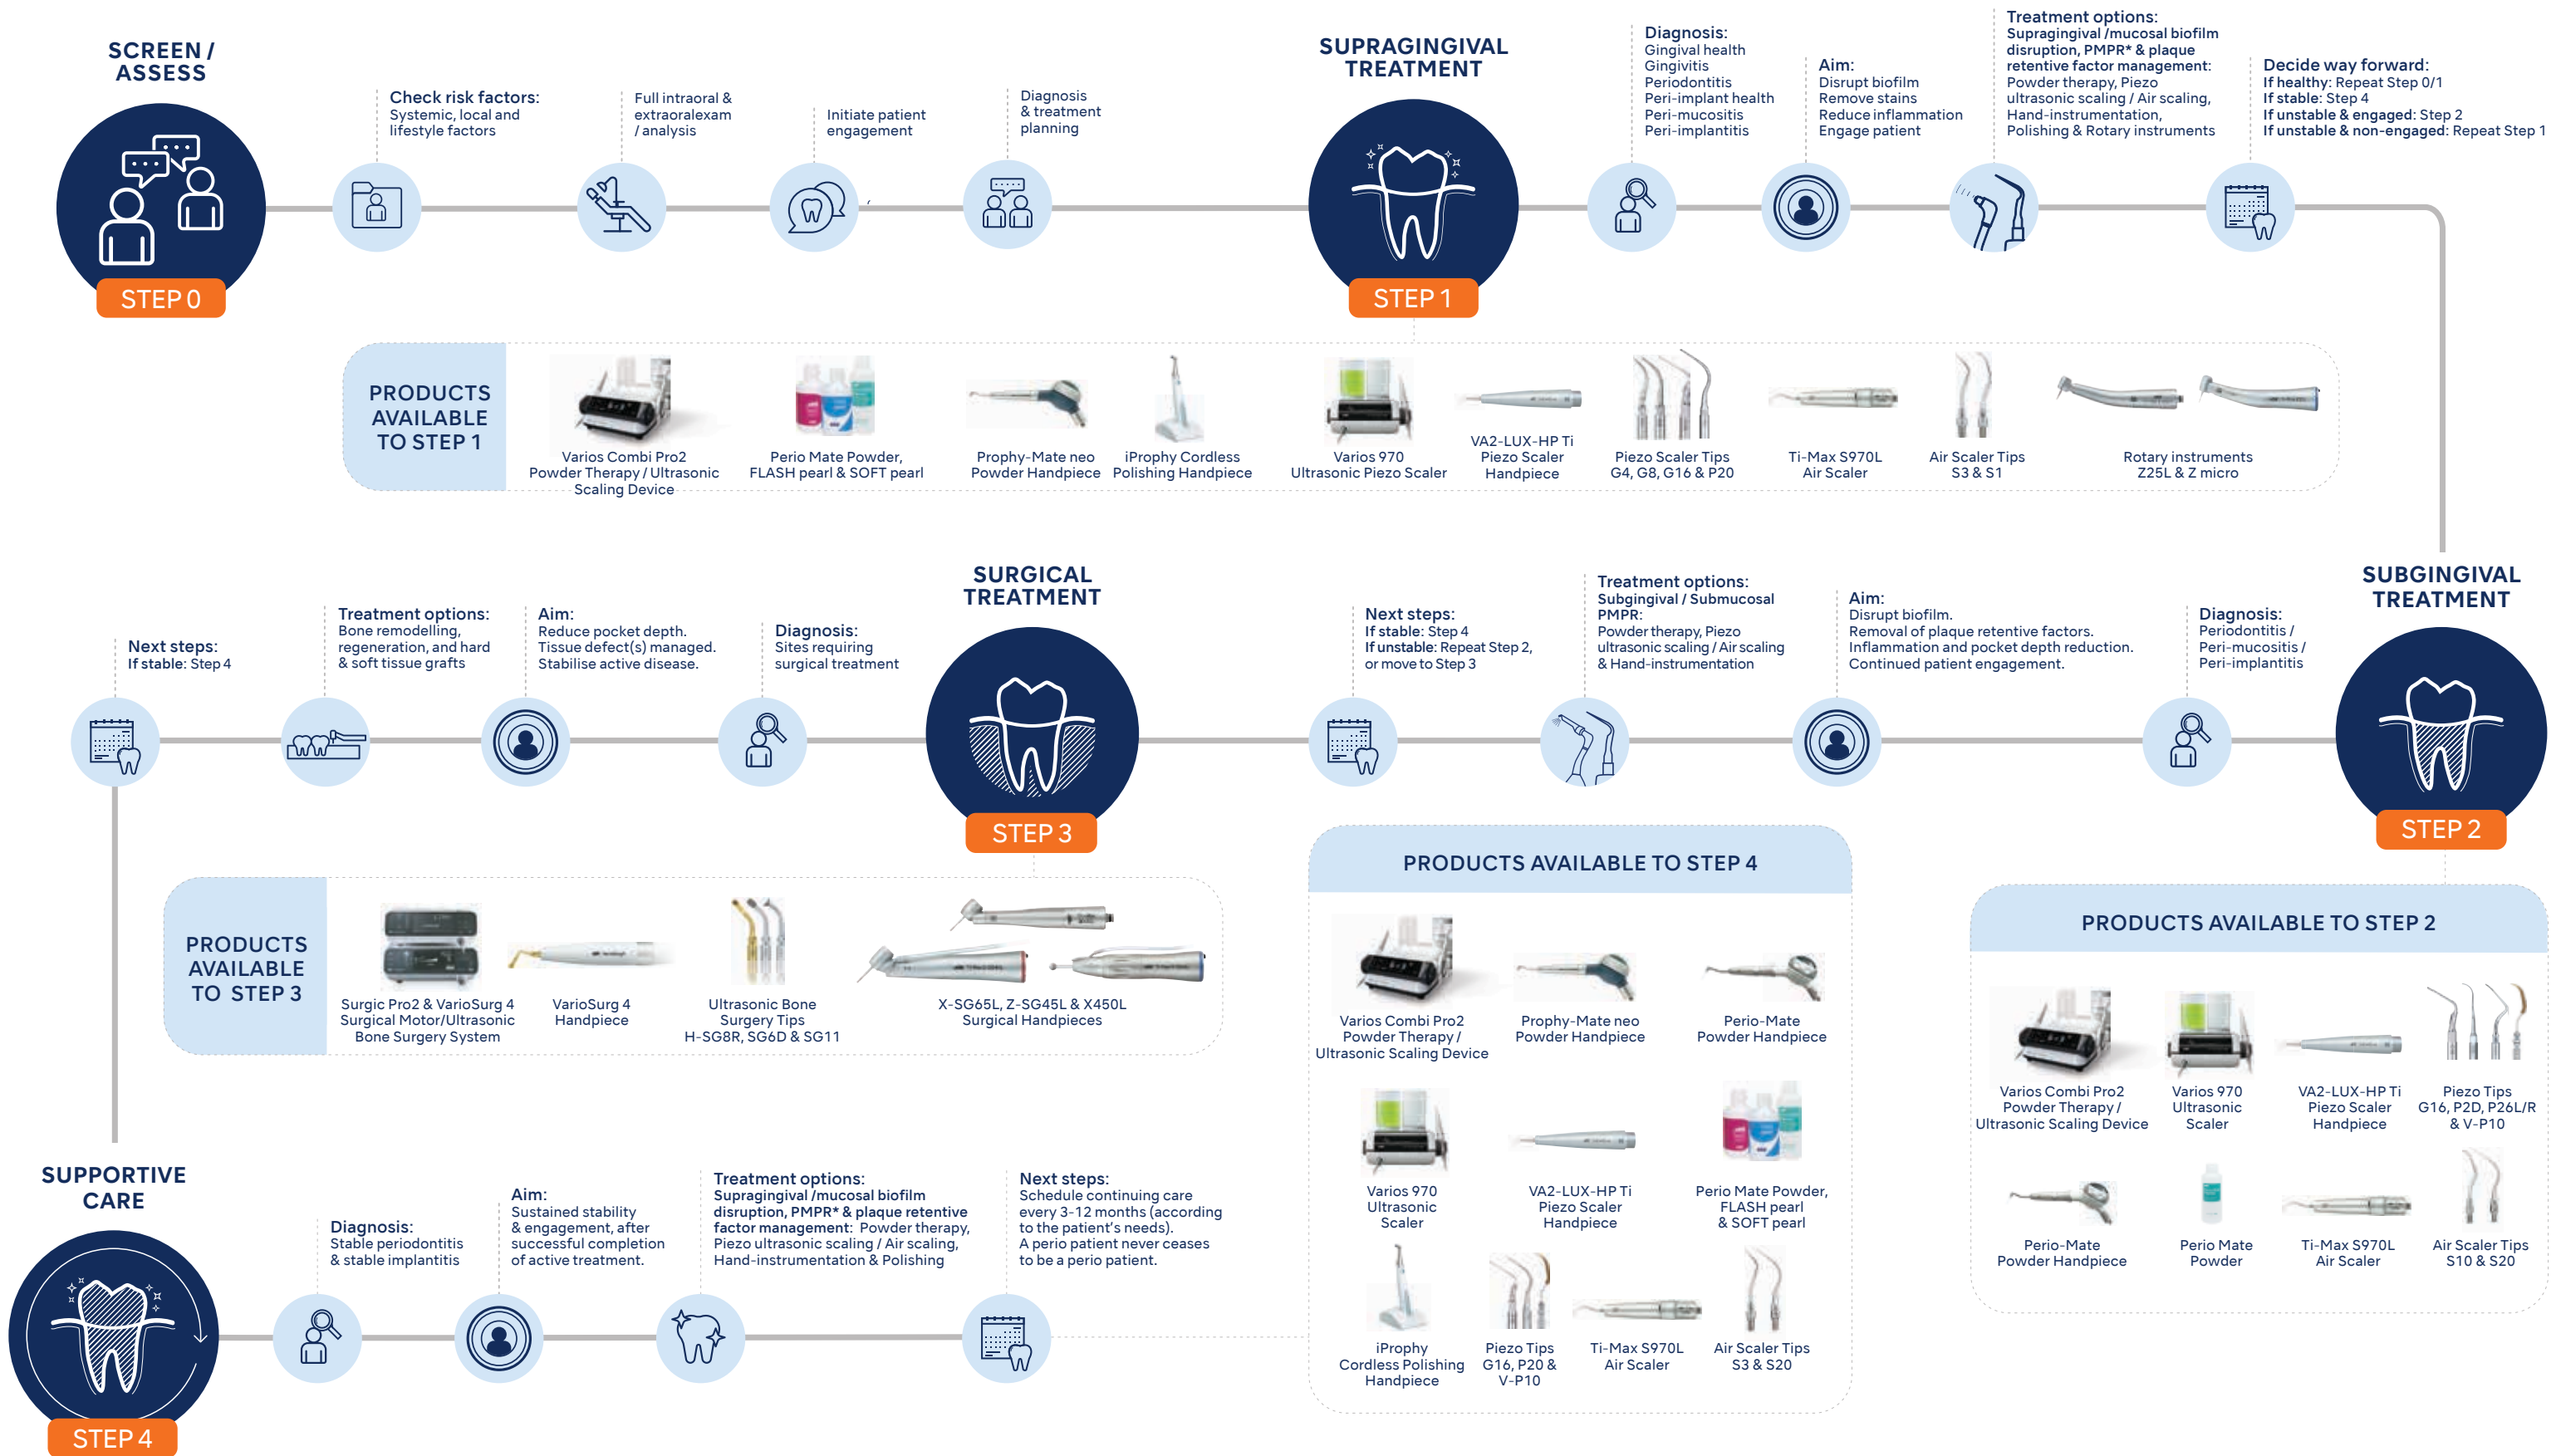 SCREEN /
ASSESS
STEP 0
Check risk factors:
Systemic, local and
lifestyle factors
Full intraoral &
extraoralexam
/ analysis
Initiate patient
engagement
Diagnosis
& treatment
planning
SUPRAGINGIVAL
TREATMENT
STEP 1
Diagnosis:
Gingival health
Gingivitis
Periodontitis
Peri-implant health
Peri-mucositis
Peri-implantitis
Aim:
Disrupt biofilm
Remove stains
Reduce inflammation
Engage patient
Treatment options:
Supragingival /mucosal biofilm
disruption, PMPR* & plaque
retentive factor management:
Powder therapy, Piezo
ultrasonic scaling / Air scaling,
Hand-instrumentation,
Polishing & Rotary instruments
Decide way forward:
If healthy: Repeat Step 0/1
If stable: Step 4
If unstable & engaged: Step 2
If unstable & non-engaged: Repeat Step 1
PRODUCTS
AVAILABLE
TO STEP 1
Varios Combi Pro2
Powder Therapy / Ultrasonic
Scaling Device
Perio Mate Powder,
FLASH pearl & SOFT pearl
Prophy-Mate neo
Powder Handpiece
iProphy Cordless
Polishing Handpiece
Varios 970
Ultrasonic Piezo Scaler
VA2-LUX-HP Ti
Piezo Scaler
Handpiece
Piezo Scaler Tips
G4, G8, G16 & P20
Ti-Max S970L
Air Scaler
Air Scaler Tips
S3 & S1
Rotary instruments
Z25L & Z micro
SUBGINGIVAL
TREATMENT
STEP 2
Diagnosis:
Periodontitis /
Peri-mucositis /
Peri-implantitis
Aim:
Disrupt biofilm.
Removal of plaque retentive factors.
Inflammation and pocket depth reduction.
Continued patient engagement.
Treatment options:
Subgingival / Submucosal
PMPR:
Powder therapy, Piezo
ultrasonic scaling / Air scaling
& Hand-instrumentation
Next steps:
If stable: Step 4
If unstable: Repeat Step 2,
or move to Step 3
PRODUCTS AVAILABLE TO STEP 2
Varios Combi Pro2
Powder Therapy /
Ultrasonic Scaling Device
Varios 970
Ultrasonic
Scaler
VA2-LUX-HP Ti
Piezo Scaler
Handpiece
Piezo Tips
G16, P2D, P26L/R
& V-P10
Perio-Mate
Powder Handpiece
Perio Mate
Powder
Ti-Max S970L
Air Scaler
Air Scaler Tips
S10 & S20
SURGICAL
TREATMENT
STEP 3
Diagnosis:
Sites requiring
surgical treatment
Aim:
Reduce pocket depth.
Tissue defect(s) managed.
Stabilise active disease.
Treatment options:
Bone remodelling,
regeneration, and hard
& soft tissue grafts
Next steps:
If stable: Step 4
PRODUCTS
AVAILABLE
TO STEP 3
Surgic Pro2 & VarioSurg 4
Surgical Motor/Ultrasonic
Bone Surgery System
VarioSurg 4
Handpiece
Ultrasonic Bone
Surgery Tips
H-SG8R, SG6D & SG11
X-SG65L, Z-SG45L & X450L
Surgical Handpieces
SUPPORTIVE
CARE
STEP 4
Diagnosis:
Stable periodontitis
& stable implantitis
Aim:
Sustained stability
& engagement, after
successful completion
of active treatment.
Treatment options:
Supragingival /mucosal biofilm
disruption, PMPR* & plaque retentive
factor management: Powder therapy,
Piezo ultrasonic scaling / Air scaling,
Hand-instrumentation & Polishing
Next steps:
Schedule continuing care
every 3-12 months (according
to the patient's needs).
A perio patient never ceases
to be a perio patient.
PRODUCTS AVAILABLE TO STEP 4
Varios Combi Pro2
Powder Therapy /
Ultrasonic Scaling Device
Prophy-Mate neo
Powder Handpiece
Perio-Mate
Powder Handpiece
Varios 970
Ultrasonic
Scaler
VA2-LUX-HP Ti
Piezo Scaler
Handpiece
Perio Mate Powder,
FLASH pearl
& SOFT pearl
iProphy
Cordless Polishing
Handpiece
Piezo Tips
G16, P20 &
V-P10
Ti-Max S970L
Air Scaler
Air Scaler Tips
S3 & S20